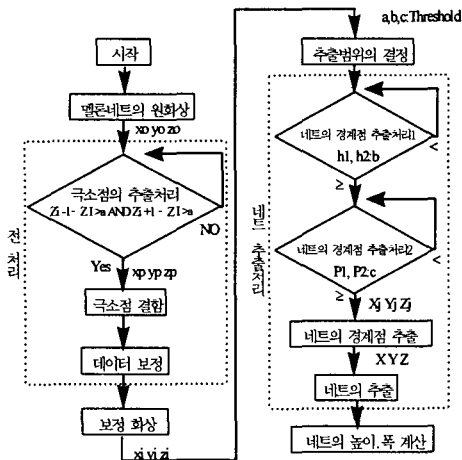 시작
멜론네트의 원화상
xo yo zo
극소점의 추출처리
Zi-1 - ZI>a AND Zi+1 - ZI>a
NO
Yes
xp yp zp
극소점 결합
데이터 보정
전 처리
보정 화상
xi yi zi
a,b,c:Threshold
추출범위의 결정
네트의 경계점 추출처리1
h1, h2:b
<
≥
네트의 경계점 추출처리2
P1, P2:c
<
≥
Xj Yj Zj
네트의 경계점 추출
X Y Z
네트의 추출
네트 추출처리
네트의 높이.폭 계산